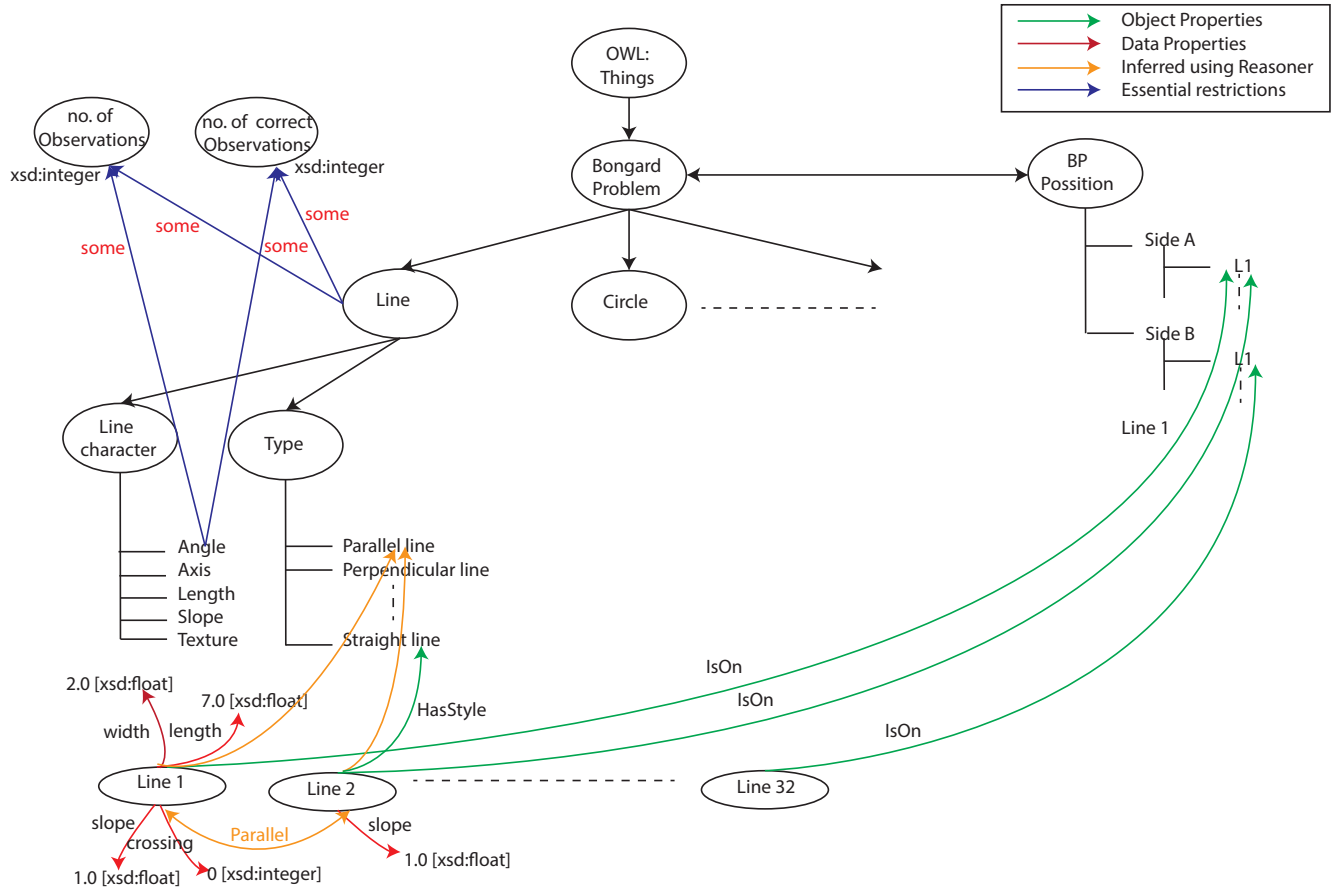 Object Properties
Data Properties
Inferred using Reasoner
Essential restrictions
OWL:
Things
no. of
Observations
no. of correct
Observations
xsd:integer
xsd:integer
Bongard
Problem
BP
Possition
some
some
some
some
Side A
L1
Line
Circle
Side B
L1
Line 1
Line
character
Type
Angle
Axis
Length
Slope
Texture
Parallel line
Perpendicular line
Straight line
2.0 [xsd:float]
7.0 [xsd:float]
width
length
HasStyle
IsOn
IsOn
IsOn
Line 1
Line 2
Line 32
slope
crossing
Parallel
slope
1.0 [xsd:float]
0 [xsd:integer]
1.0 [xsd:float]